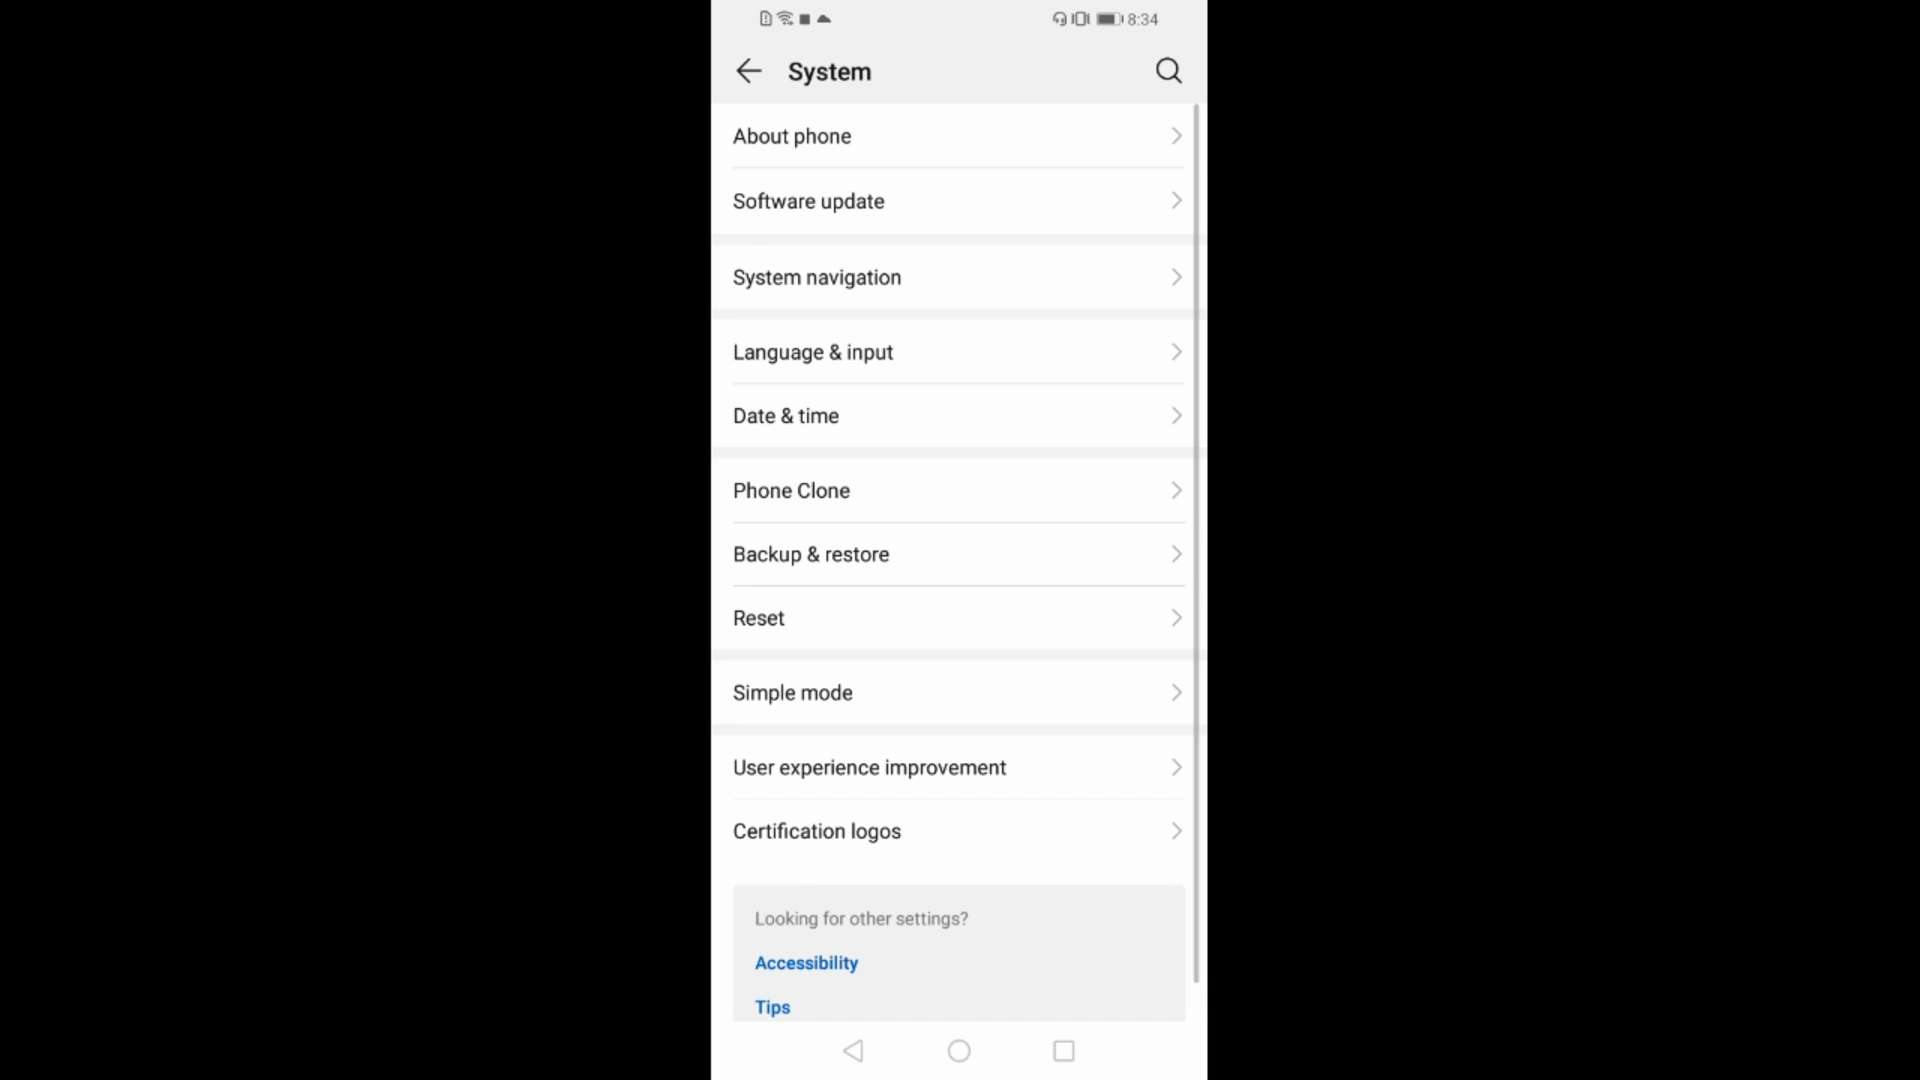 8:34
System
About phone
Software update
System navigation
Language & input
Date & time
Phone Clone
Backup & restore
Reset
Simple mode
User experience improvement
Certification logos
Looking for other settings?
Accessibility
Tips